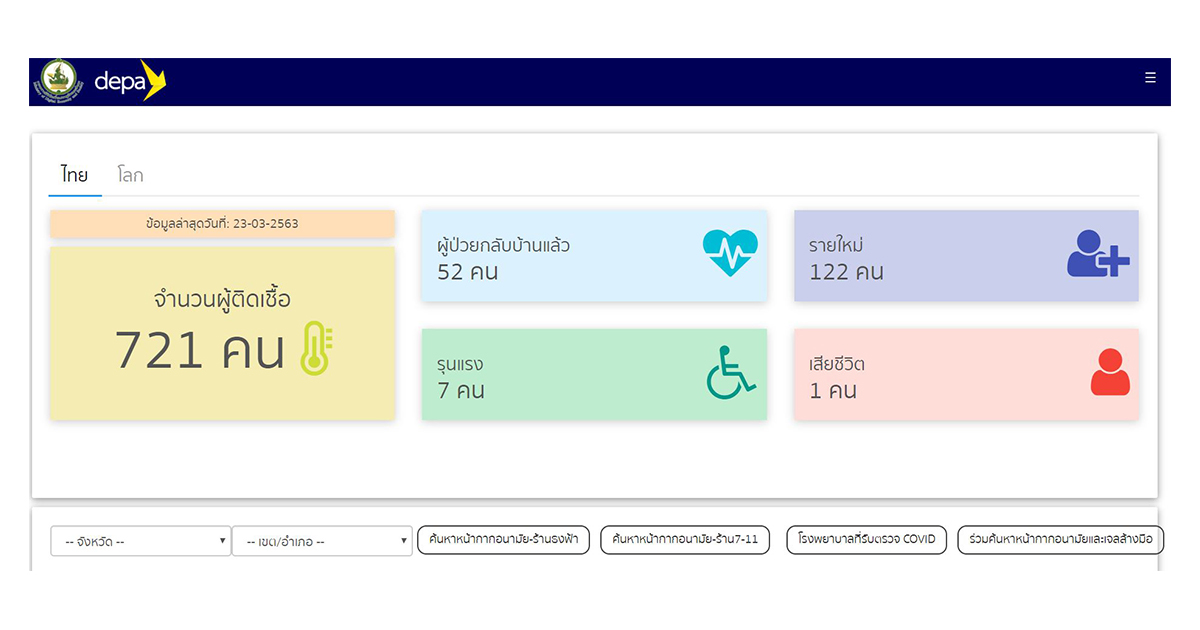 depa
☰
ไทย โลก
ข้อมูลล่าสุดวันที่: 23-03-2563
จำนวนผู้ติดเชื้อ
721 คน
ผู้ป่วยกลับบ้านแล้ว
52 คน
รายใหม่
122 คน
รุนแรง
7 คน
เสียชีวิต
1 คน
-- จังหวัด --
-- เขต/อำเภอ --
ค้นหาหน้ากากอนามัย-ร้านธงฟ้า
ค้นหาหน้ากากอนามัย-ร้าน7-11
โรงพยาบาลที่รับตรวจ COVID
ร่วมค้นหาหน้ากากอนามัยและเจลล้างมือ